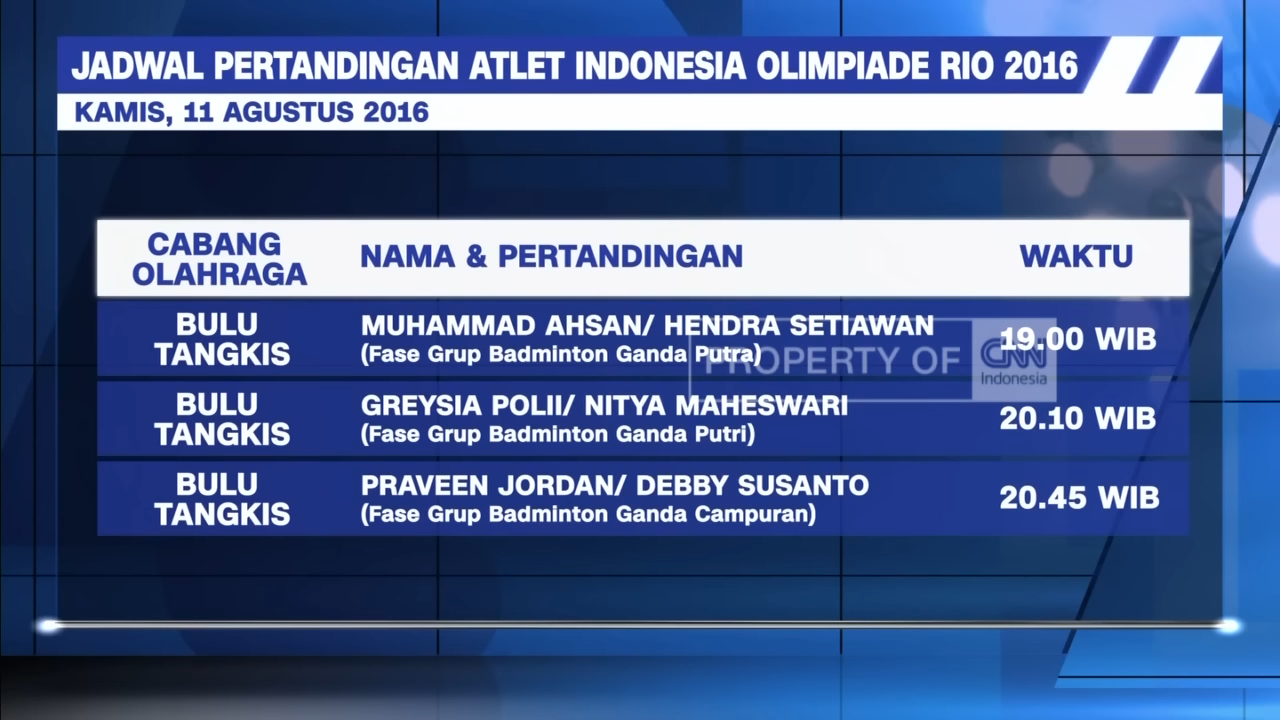 JADWAL PERTANDINGAN ATLET INDONESIA OLIMPIADE RIO 2016
KAMIS, 11 AGUSTUS 2016
CABANG
OLAHRAGA
NAMA & PERTANDINGAN
WAKTU
BULU
TANGKIS
MUHAMMAD AHSAN/ HENDRA SETIAWAN
(Fase Grup Badminton Ganda Putra)
19.00 WIB
PROPERTY OF
CNN
Indonesia
BULU
TANGKIS
GREYSIA POLII/ NITYA MAHESWARI
(Fase Grup Badminton Ganda Putri)
20.10 WIB
BULU
TANGKIS
PRAVEEN JORDAN/ DEBBY SUSANTO
(Fase Grup Badminton Ganda Campuran)
20.45 WIB